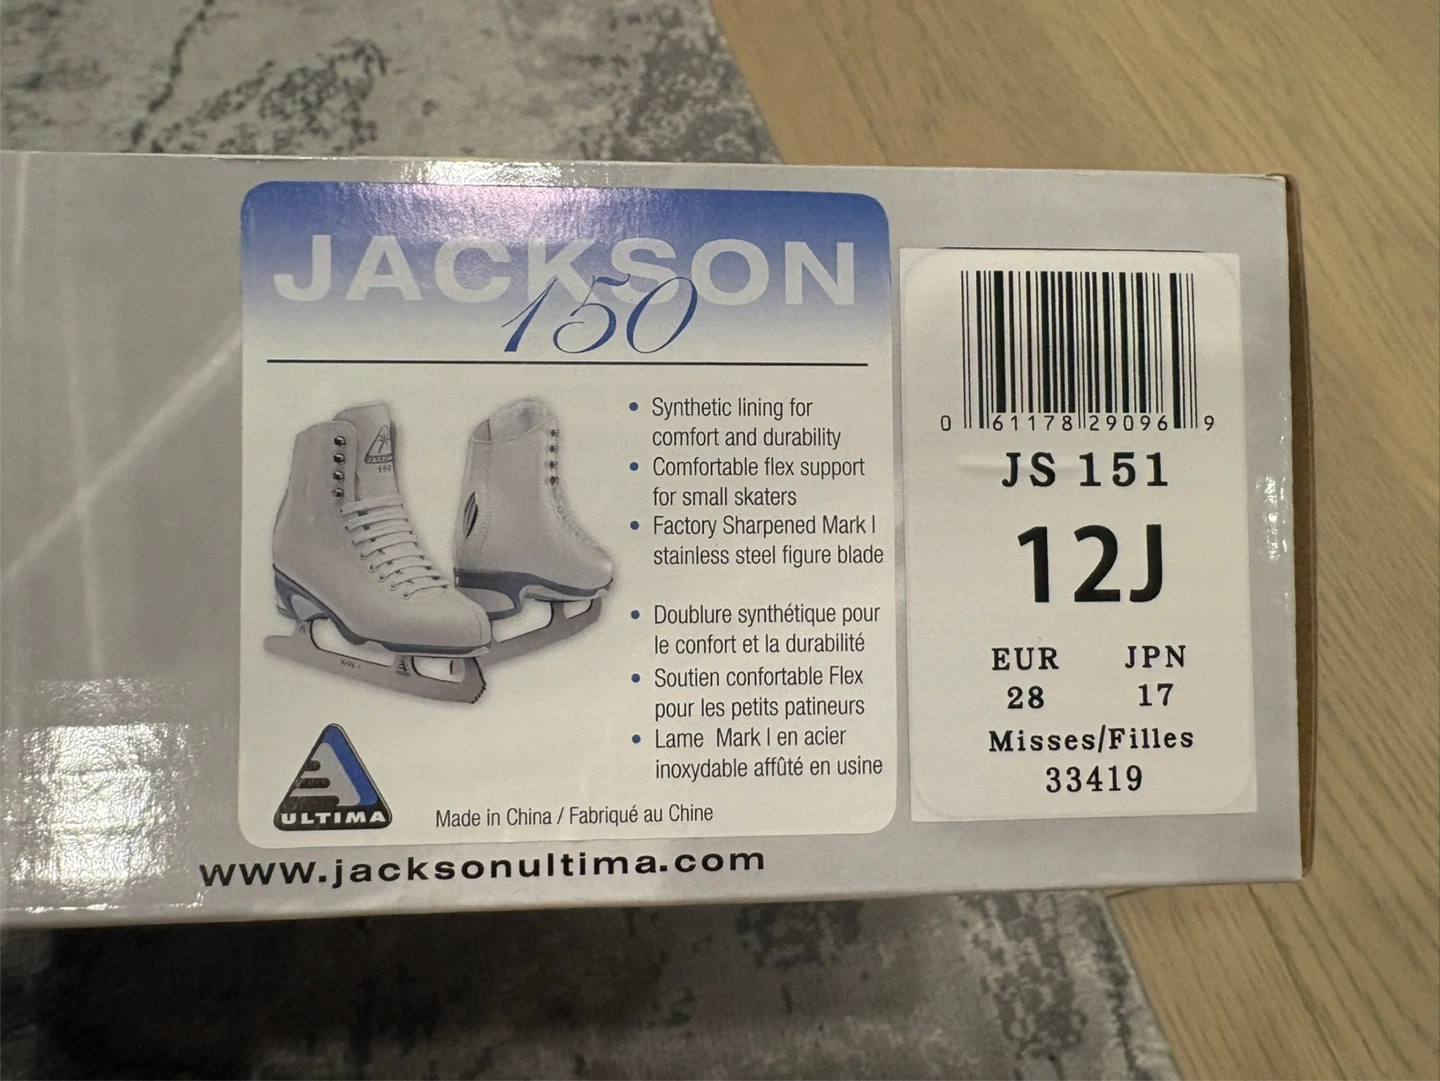 JACKSON
150
• Synthetic lining for
comfort and durability
• Comfortable flex support
for small skaters
• Factory Sharpened Mark I
stainless steel figure blade
• Doublure synthétique pour
le confort et la durabilité
• Soutien confortable Flex
pour les petits patineurs
• Lame Mark I en acier
inoxydable affûté en usine
ULTIMA
Made in China / Fabriqué au Chine
www.jacksonultima.com
0 61178 29096 9
JS 151
12J
EUR JPN
28 17
Misses/Filles
33419